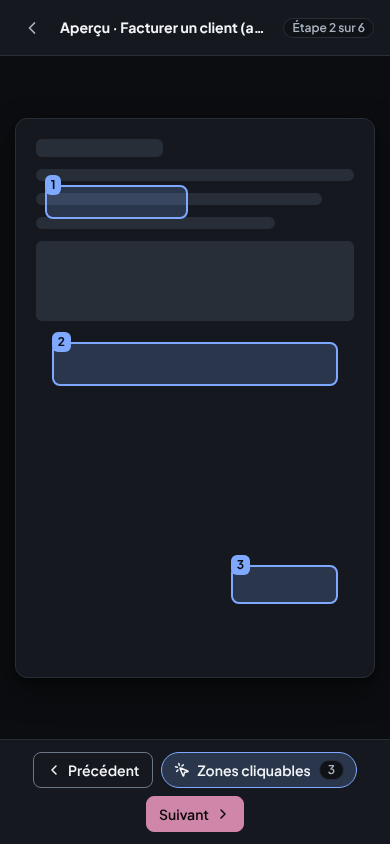 Aperçu · Facturer un client (a…
Étape 2 sur 6
1
2
3
Précédent
Zones cliquables 3
Suivant